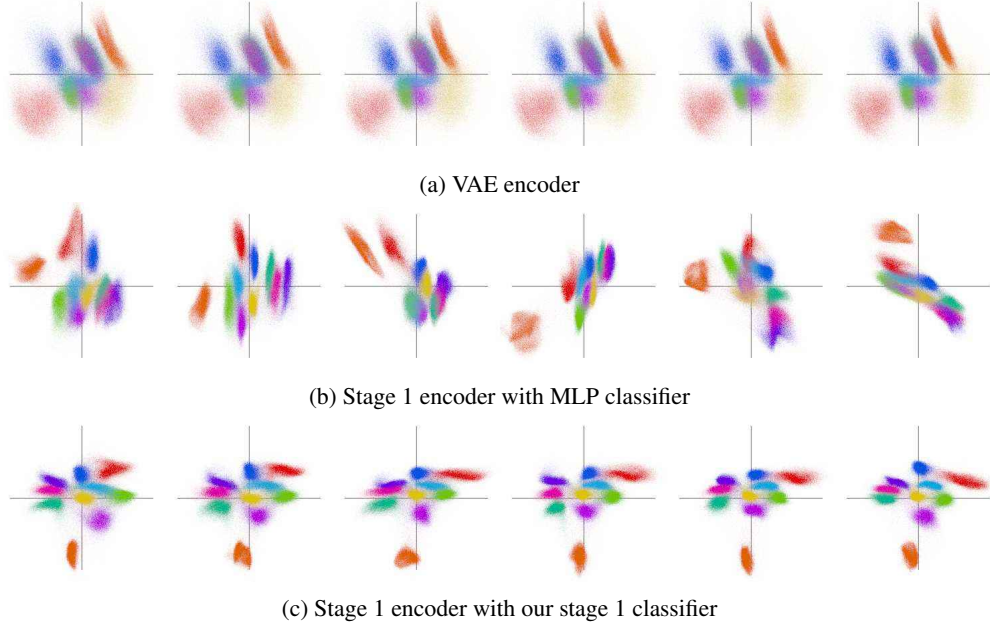 (a) VAE encoder
(b) Stage 1 encoder with MLP classifier
(c) Stage 1 encoder with our stage 1 classifier